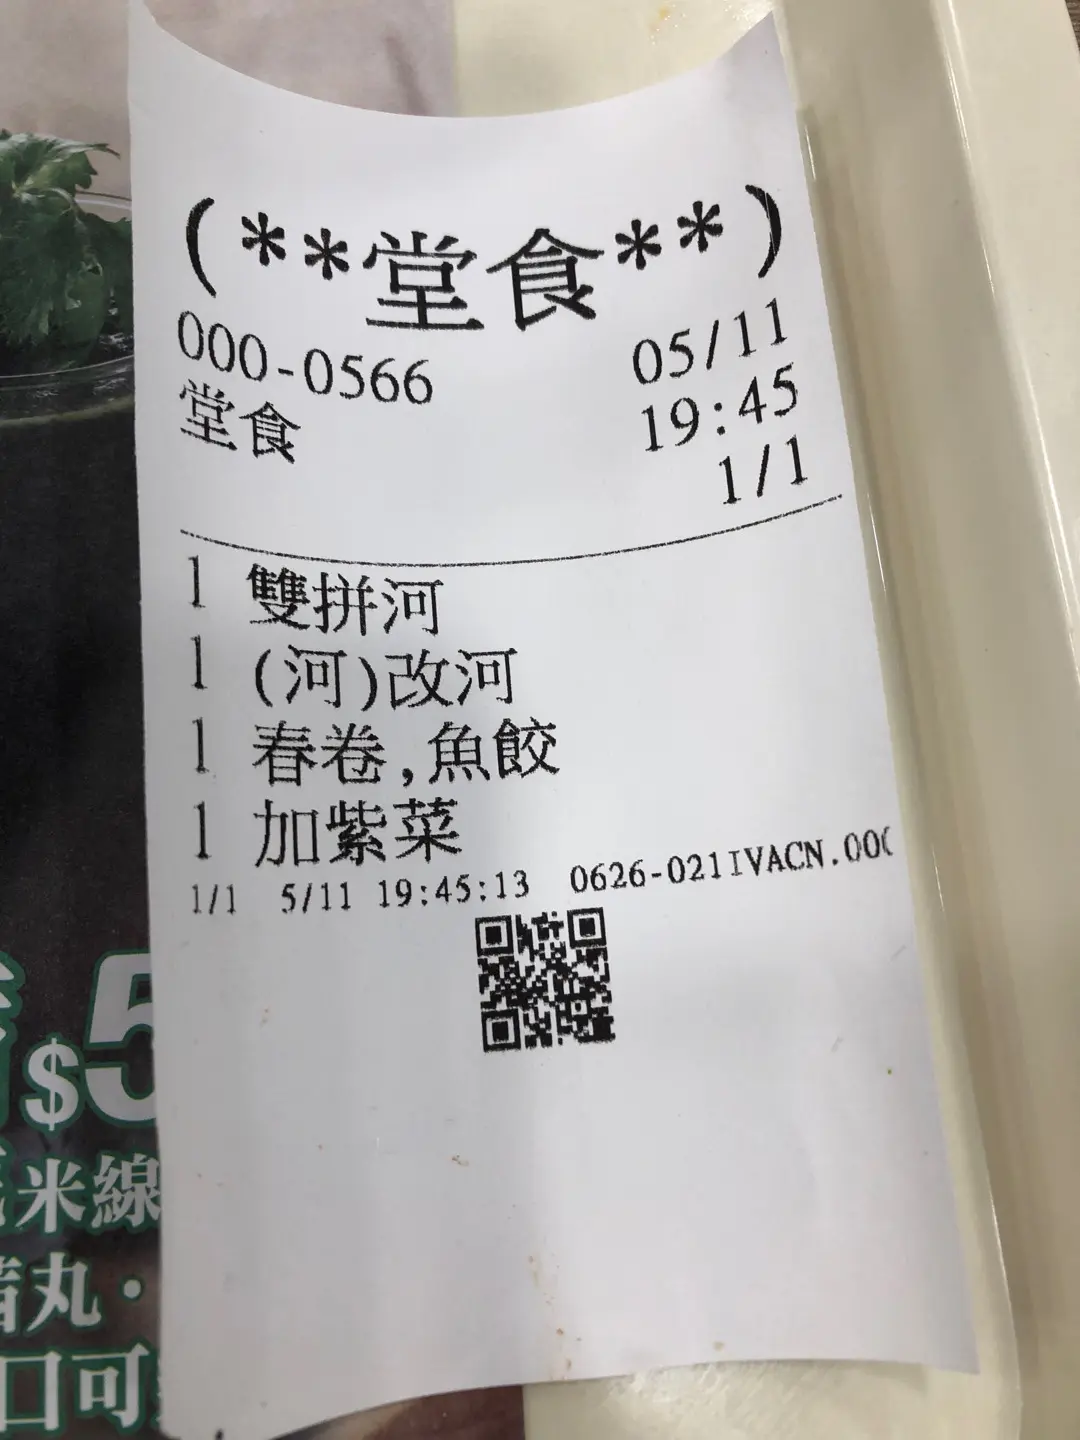 (**堂食**)
000-0566 05/11
堂食 19:45
1/1
1 雙拼河
1 (河)改河
1 春卷,魚餃
1 加紫菜
1/1 5/11 19:45:13 0626-021IVACN.00
$5
米線
丸·
口可